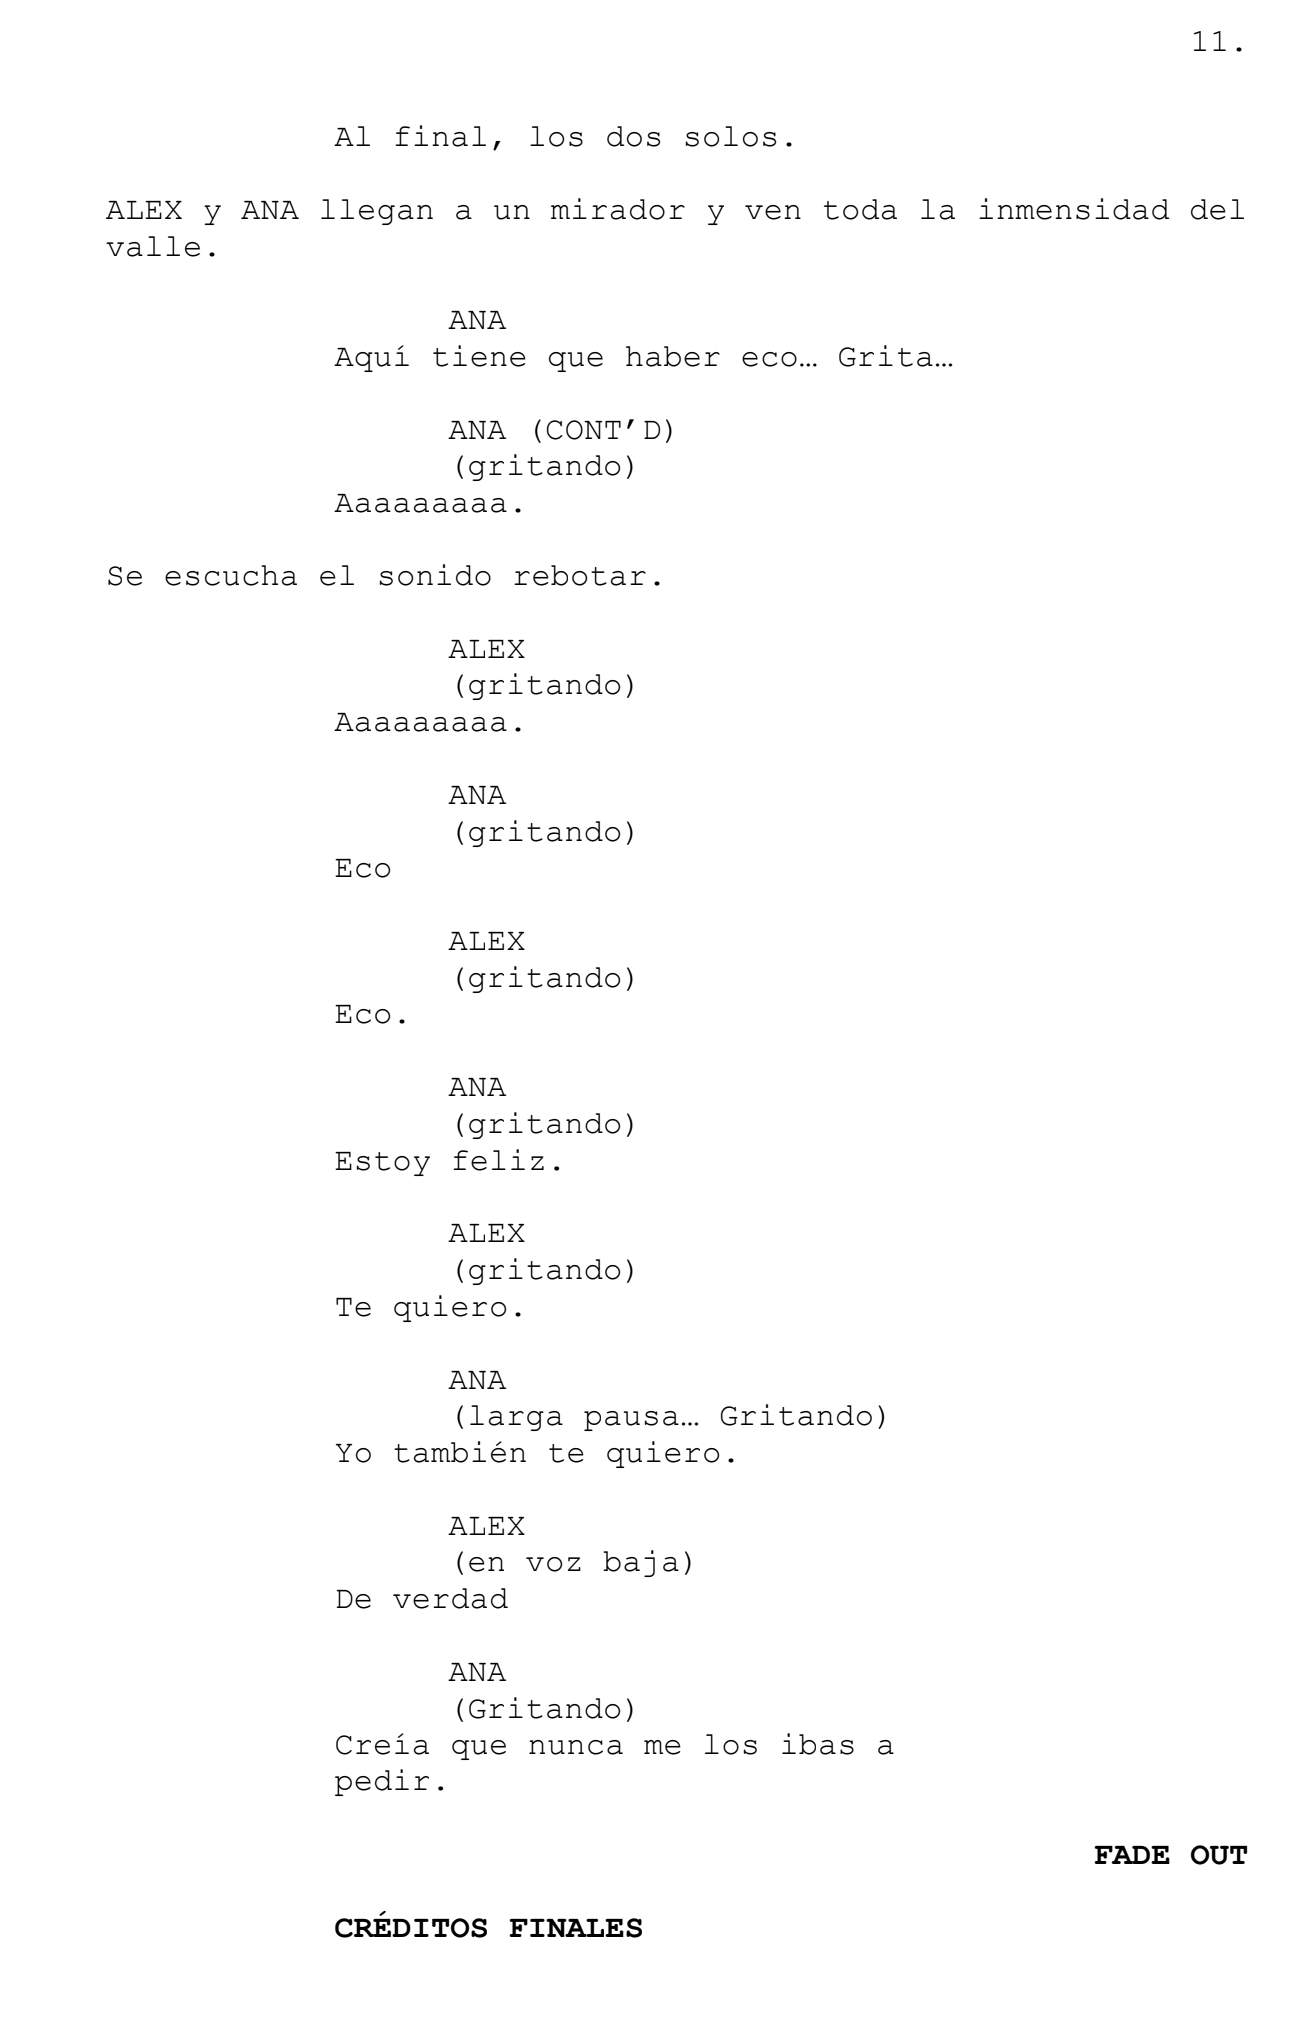 11.
Al final, los dos solos.
ALEX y ANA llegan a un mirador y ven toda la inmensidad del
valle.
ANA
Aquí tiene que haber eco… Grita…
ANA (CONT'D)
(gritando)
Aaaaaaaaa.
Se escucha el sonido rebotar.
ALEX
(gritando)
Aaaaaaaaa.
ANA
(gritando)
Eco
ALEX
(gritando)
Eco.
ANA
(gritando)
Estoy feliz.
ALEX
(gritando)
Te quiero.
ANA
(larga pausa… Gritando)
Yo también te quiero.
ALEX
(en voz baja)
De verdad
ANA
(Gritando)
Creía que nunca me los ibas a
pedir.
FADE OUT
CRÉDITOS FINALES